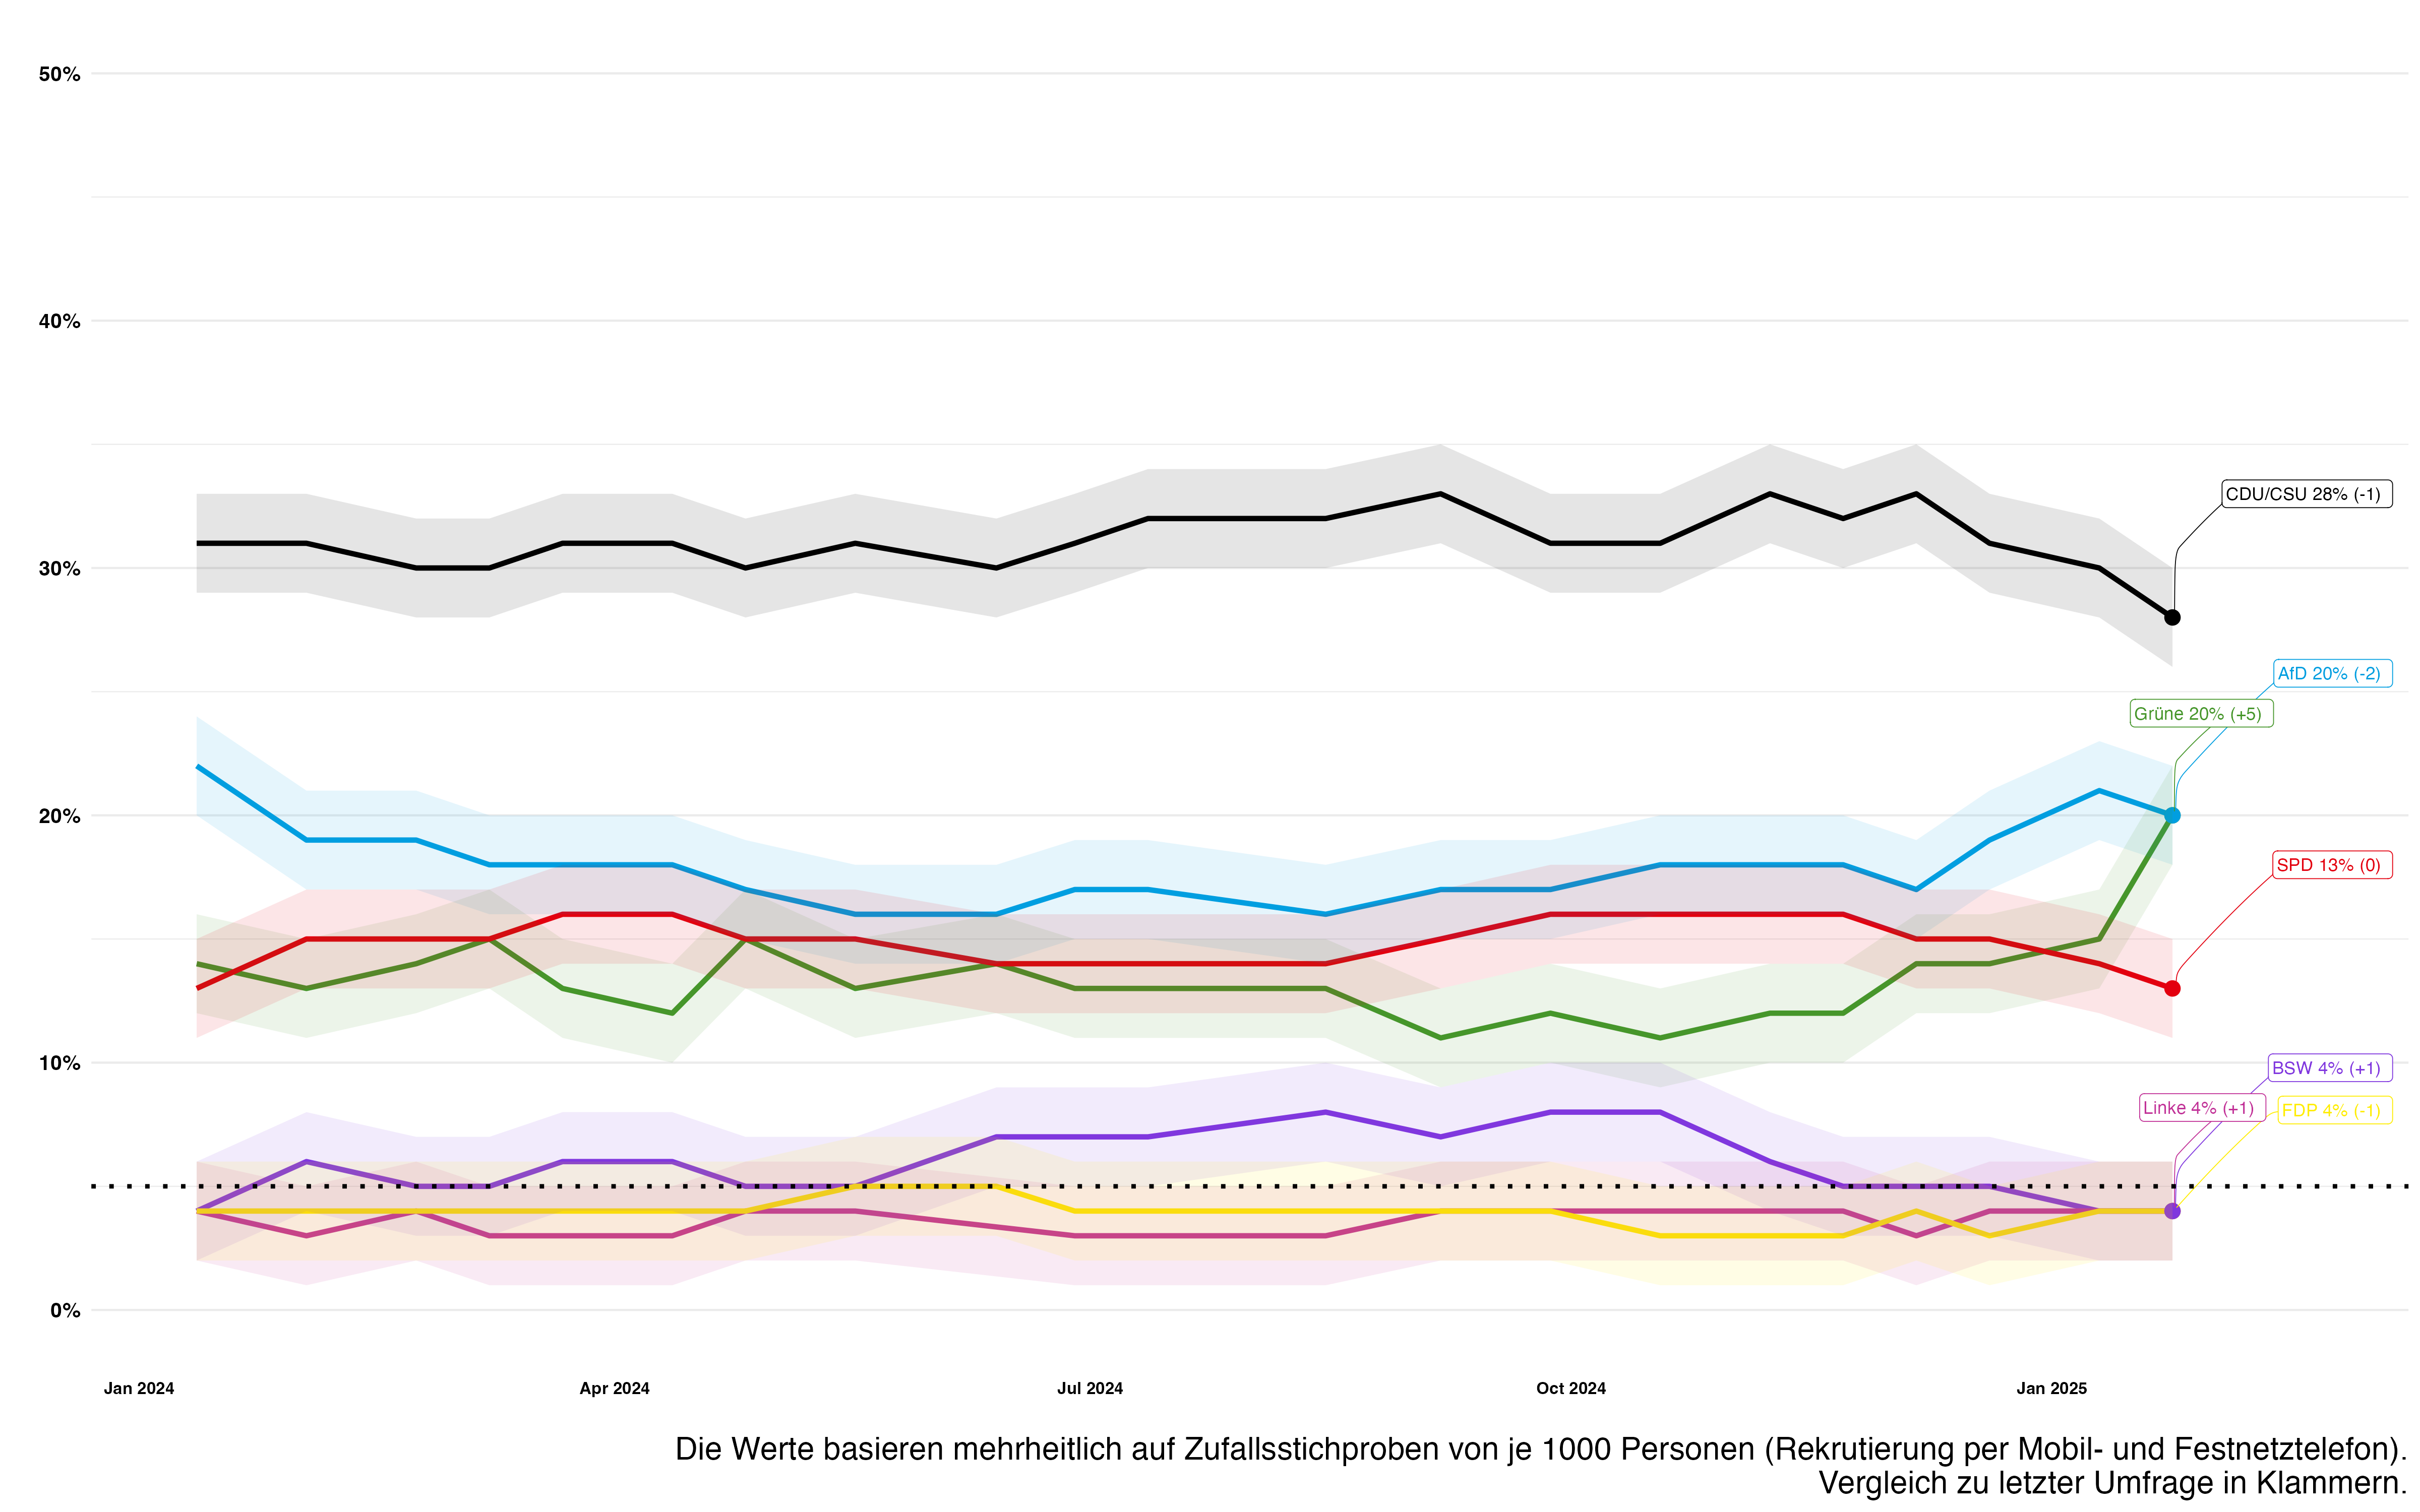 50%
40%
30%
20%
10%
0%
CDU/CSU 28% (-1)
AfD 20% (-2)
Grüne 20% (+5)
SPD 13% (0)
BSW 4% (+1)
Linke 4% (+1)
FDP 4% (-1)
Jan 2024
Apr 2024
Jul 2024
Oct 2024
Jan 2025
Die Werte basieren mehrheitlich auf Zufallsstichproben von je 1000 Personen (Rekrutierung per Mobil- und Festnetztelefon).
Vergleich zu letzter Umfrage in Klammern.